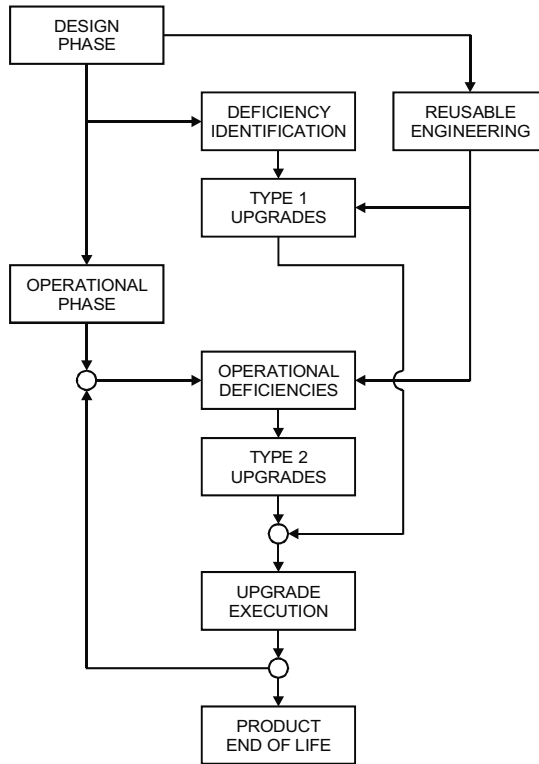 DESIGN
PHASE
DEFICIENCY
IDENTIFICATION
REUSABLE
ENGINEERING
TYPE 1
UPGRADES
OPERATIONAL
PHASE
OPERATIONAL
DEFICIENCIES
TYPE 2
UPGRADES
UPGRADE
EXECUTION
PRODUCT
END OF LIFE